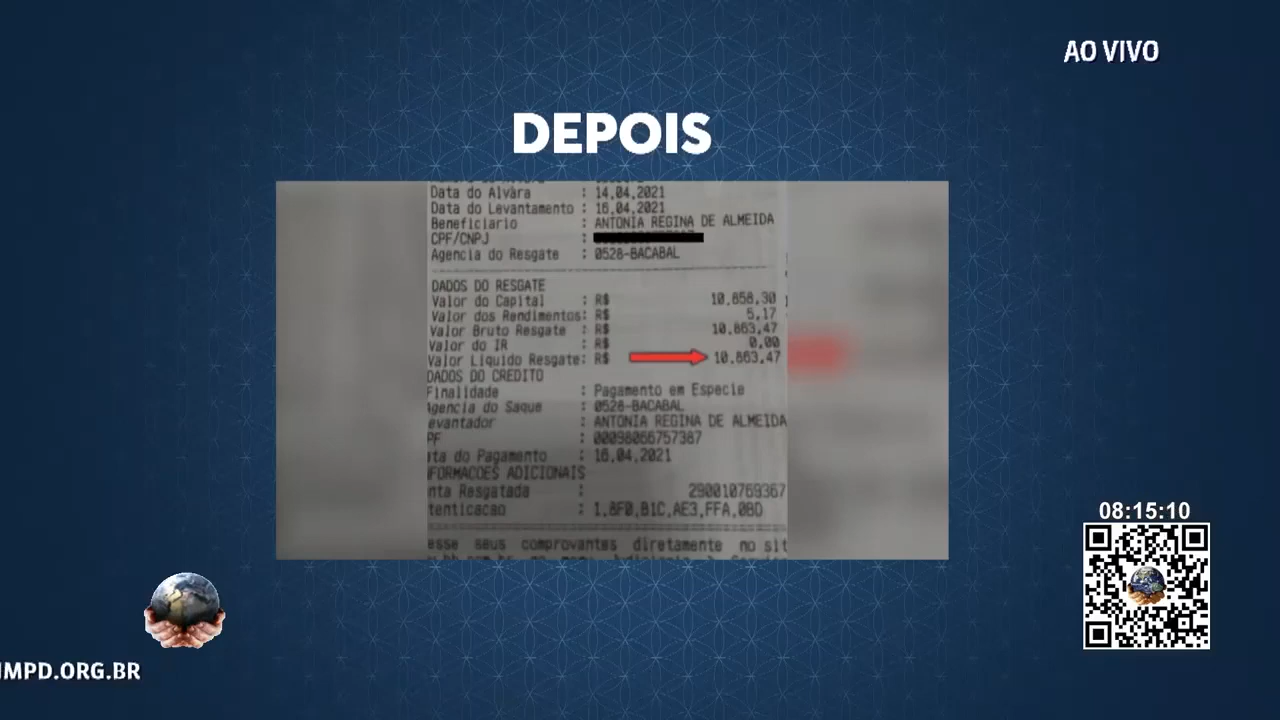 AO VIVO
DEPOIS
Data do Alvàra : 14.04.2021
Data do Levantamento : 16.04.2021
Beneficiario : ANTONIA REGINA DE ALMEIDA
CPF/CNPJ :
Agencia do Resgate : 0528-BACABAL
DADOS DO RESGATE
Valor do Capital : R$ 10.858,30
Valor dos Rendimentos: R$ 5,17
Valor Bruto Resgate : R$ 10.863,47
Valor do IR : R$ 0,00
Valor Liquido Resgate: R$ 10.863,47
DADOS DO CREDITO
Finalidade : Pagamento em Especie
Agencia do Saque : 0528-BACABAL
evantador : ANTONIA REGINA DE ALMEIDA
PF : 00098066757387
ata do Pagamento : 16.04.2021
NFORMACOES ADICIONAIS
nta Resgatada : 290010769367
tenticacao : 1.8F0.B1C.AE3.FFA.0BD
esse seus comprovantes diretamente no sit
08:15:10
IMPD.ORG.BR